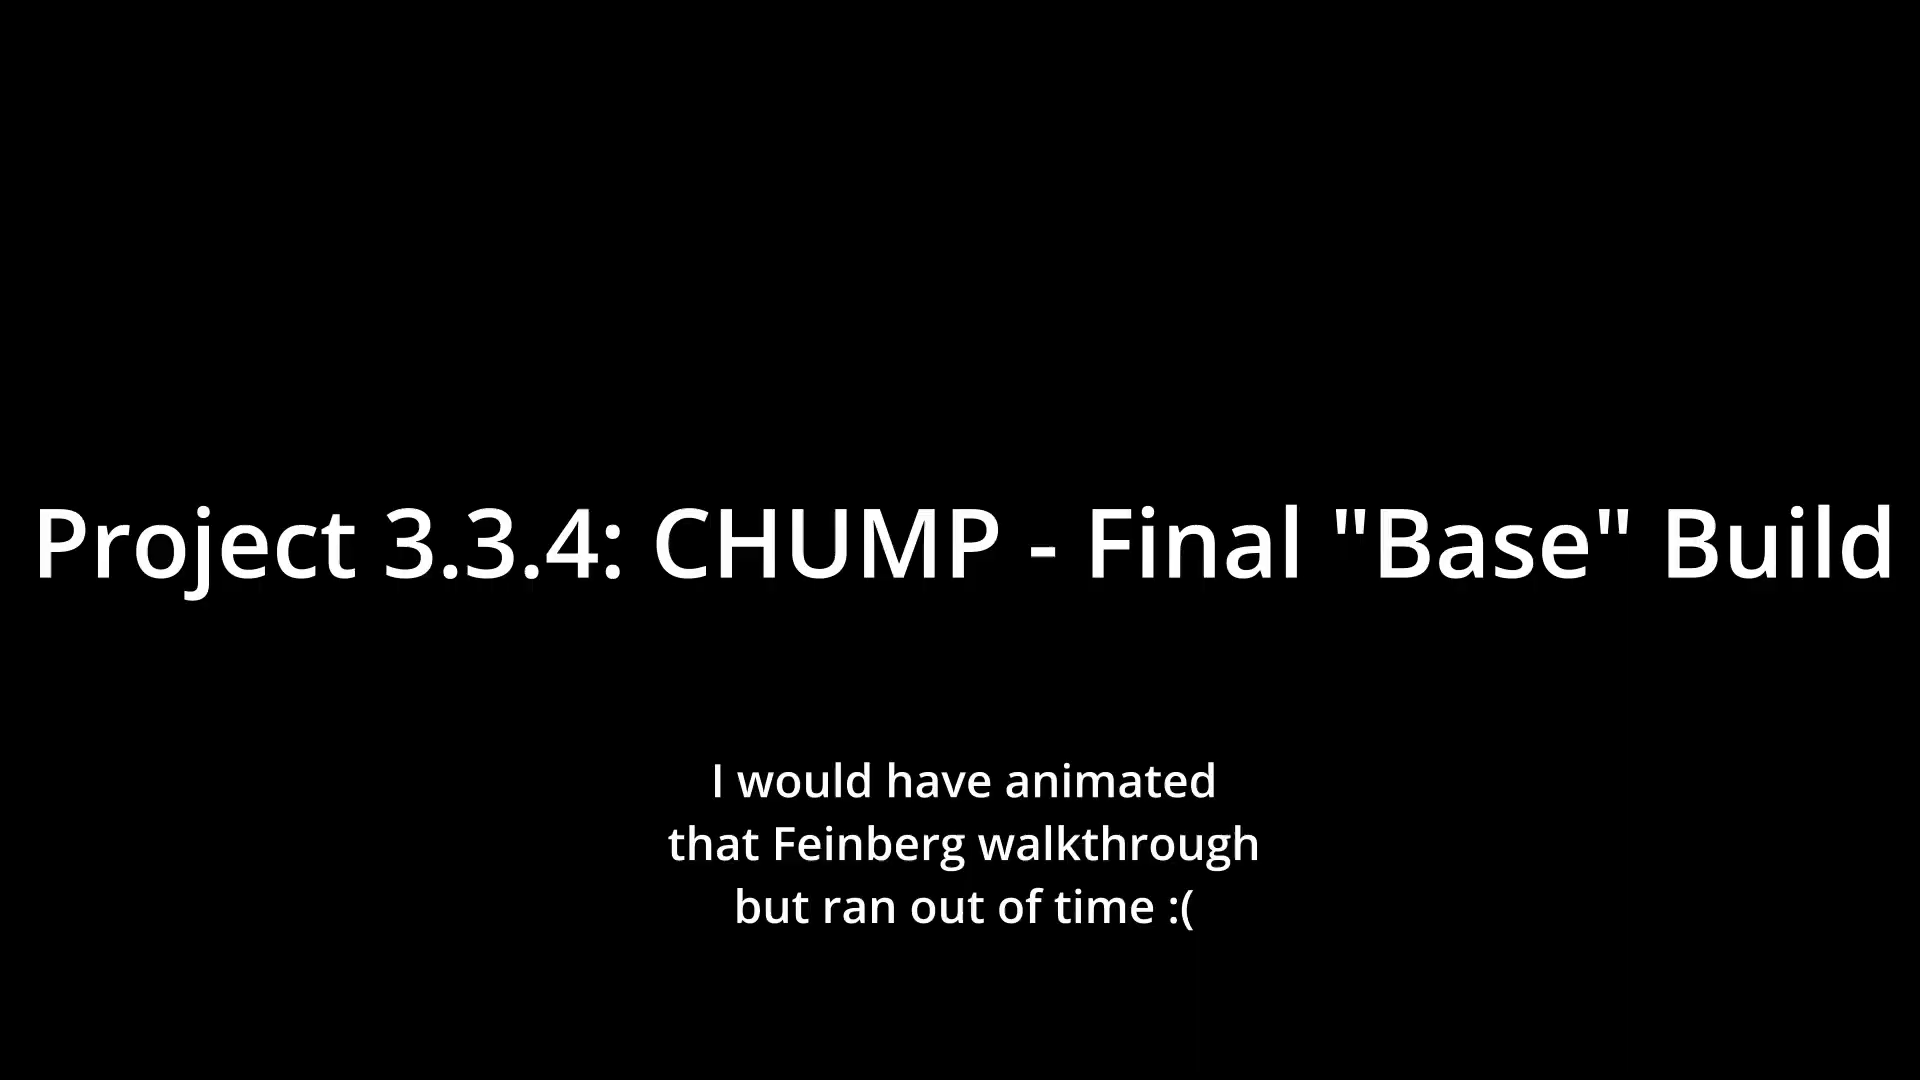 Project 3.3.4: CHUMP - Final "Base" Build
I would have animated
that Feinberg walkthrough
but ran out of time :(